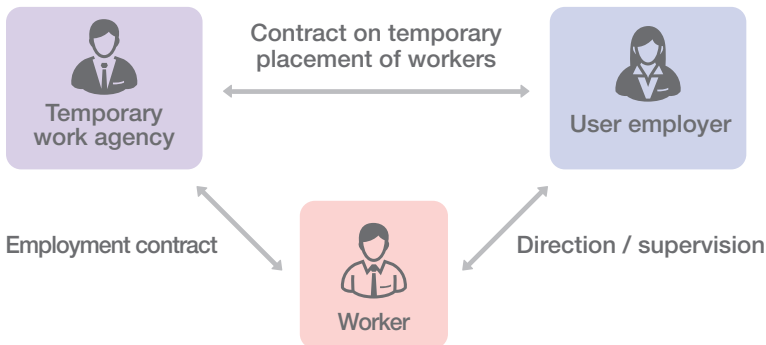 Contract on temporary
placement of workers
Temporary
work agency
User employer
Employment contract
Direction / supervision
Worker